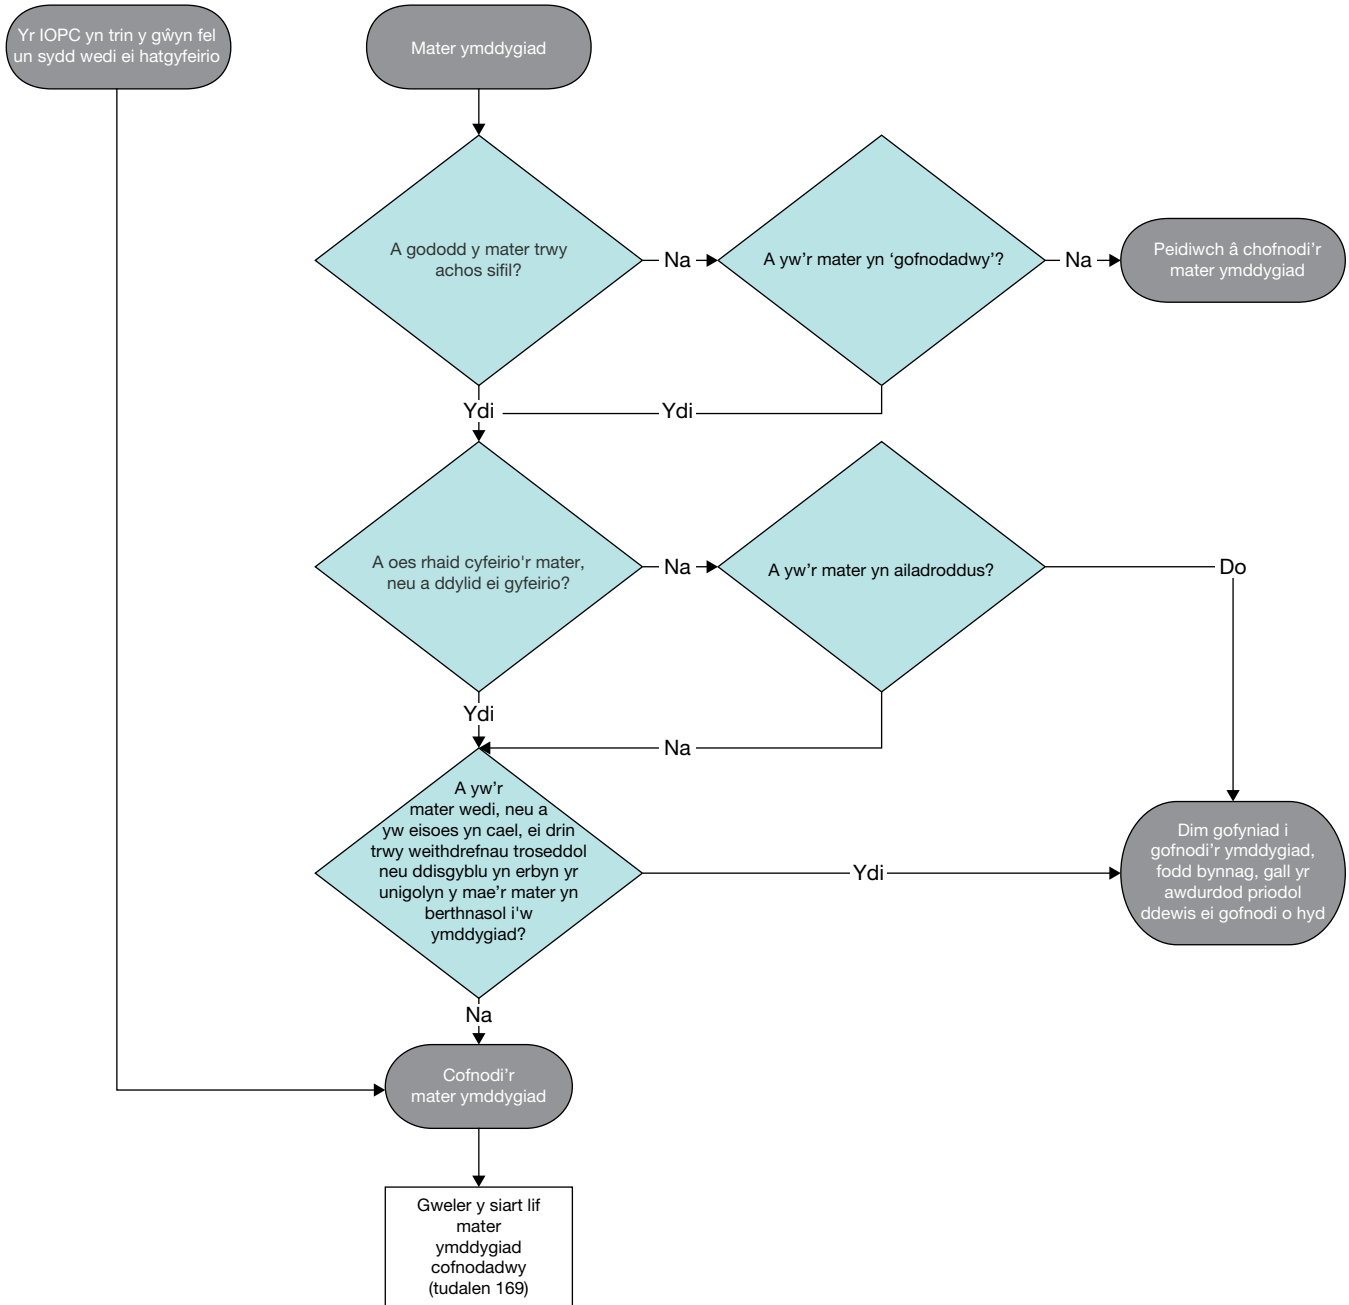 Yr IOPC yn trin y gŵyn fel
un sydd wedi ei hatgyfeirio
Mater ymddygiad
A gododd y mater trwy
achos sifil?
Na
A yw’r mater yn ‘gofnodadwy’?
Na
Peidiwch â chofnodi’r
mater ymddygiad
Ydi
Ydi
A oes rhaid cyfeirio'r mater,
neu a ddylid ei gyfeirio?
Na
A yw’r mater yn ailadroddus?
Do
Ydi
Na
A yw’r
mater wedi, neu a
yw eisoes yn cael, ei drin
trwy weithdrefnau troseddol
neu ddisgyblu yn erbyn yr
unigolyn y mae’r mater yn
berthnasol i'w
ymddygiad?
Ydi
Dim gofyniad i
gofnodi’r ymddygiad,
fodd bynnag, gall yr
awdurdod priodol
ddewis ei gofnodi o hyd
Na
Cofnodi’r
mater ymddygiad
Gweler y siart lif
mater
ymddygiad
cofnodadwy
(tudalen 169)